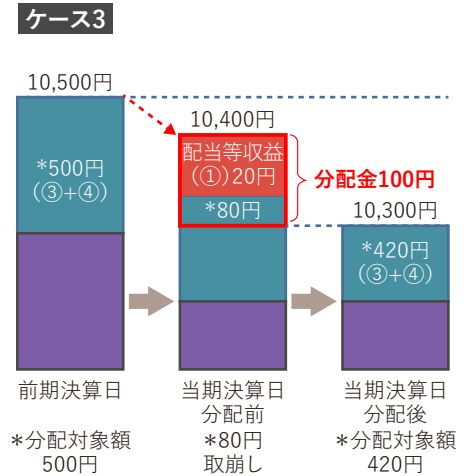 ケース3
10,500円
10,400円
配当等収益
(①)20円
*80円
分配金100円
10,300円
*500円
(③+④)
*420円
(③+④)
前期決算日
当期決算日
分配前
当期決算日
分配後
*分配対象額
500円
*80円
取崩し
*分配対象額
420円